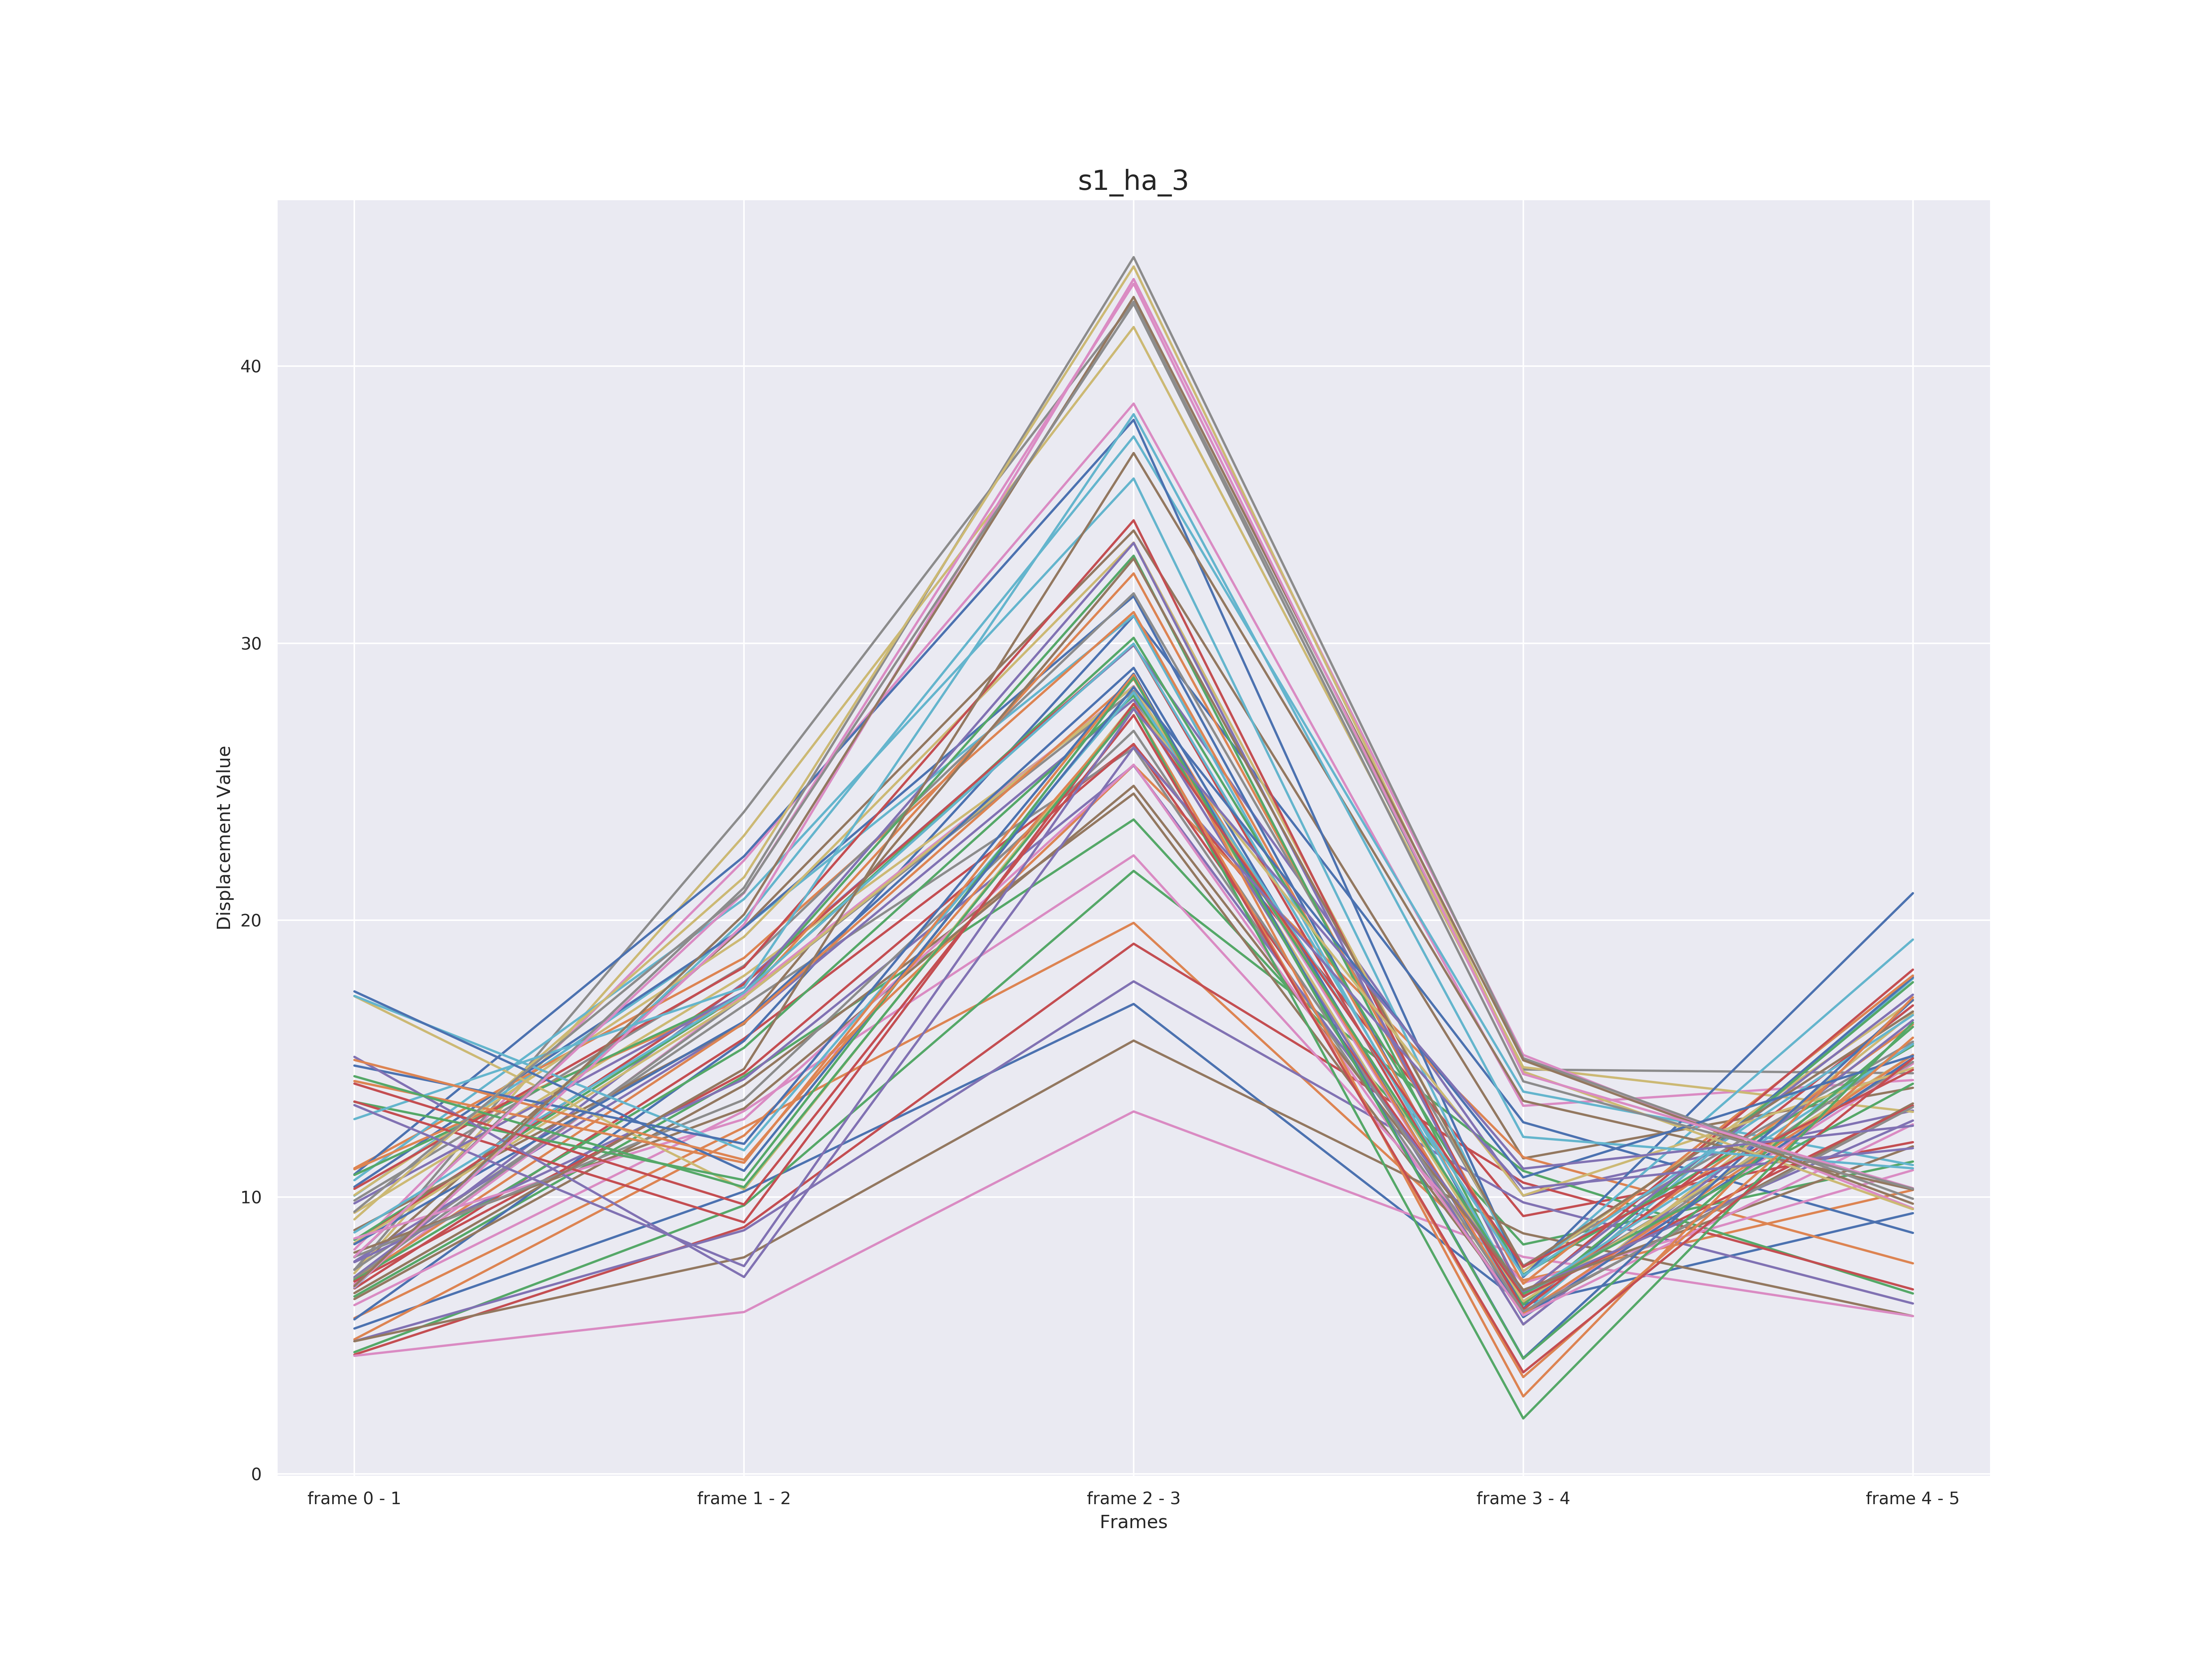 s1_ha_3
Displacement Value
40
30
20
10
0
frame 0 - 1
frame 1 - 2
frame 2 - 3
frame 3 - 4
frame 4 - 5
Frames